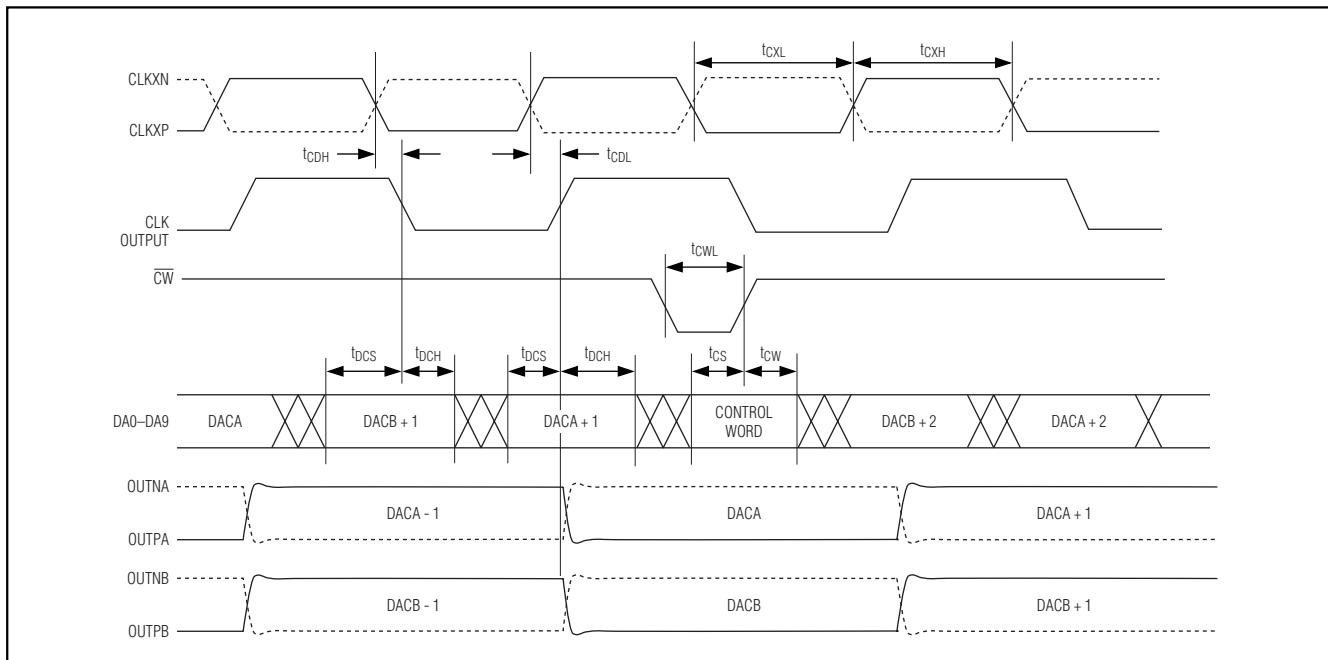 tCXL tCXH
CLKXN
CLKXP
tCDH tCDL
CLK
OUTPUT
tCWL
CW
tDCS tDCH tDCS tDCH tCS tCW
DA0–DA9 DACA DACB + 1 DACA + 1 CONTROL WORD DACB + 2 DACA + 2
OUTNA
DACA - 1 DACA DACA + 1
OUTPA
OUTNB
DACB - 1 DACB DACB + 1
OUTPB